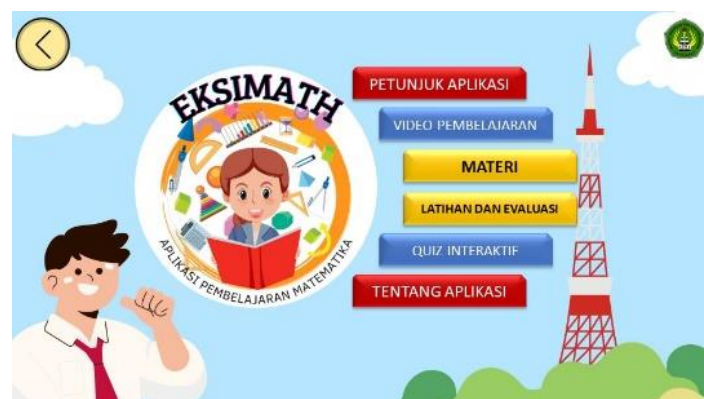 EKSIMATH
APLIKASI PEMBELAJARAN MATEMATIKA
PETUNJUK APLIKASI
VIDEO PEMBELAJARAN
MATERI
LATIHAN DAN EVALUASI
QUIZ INTERAKTIF
TENTANG APLIKASI